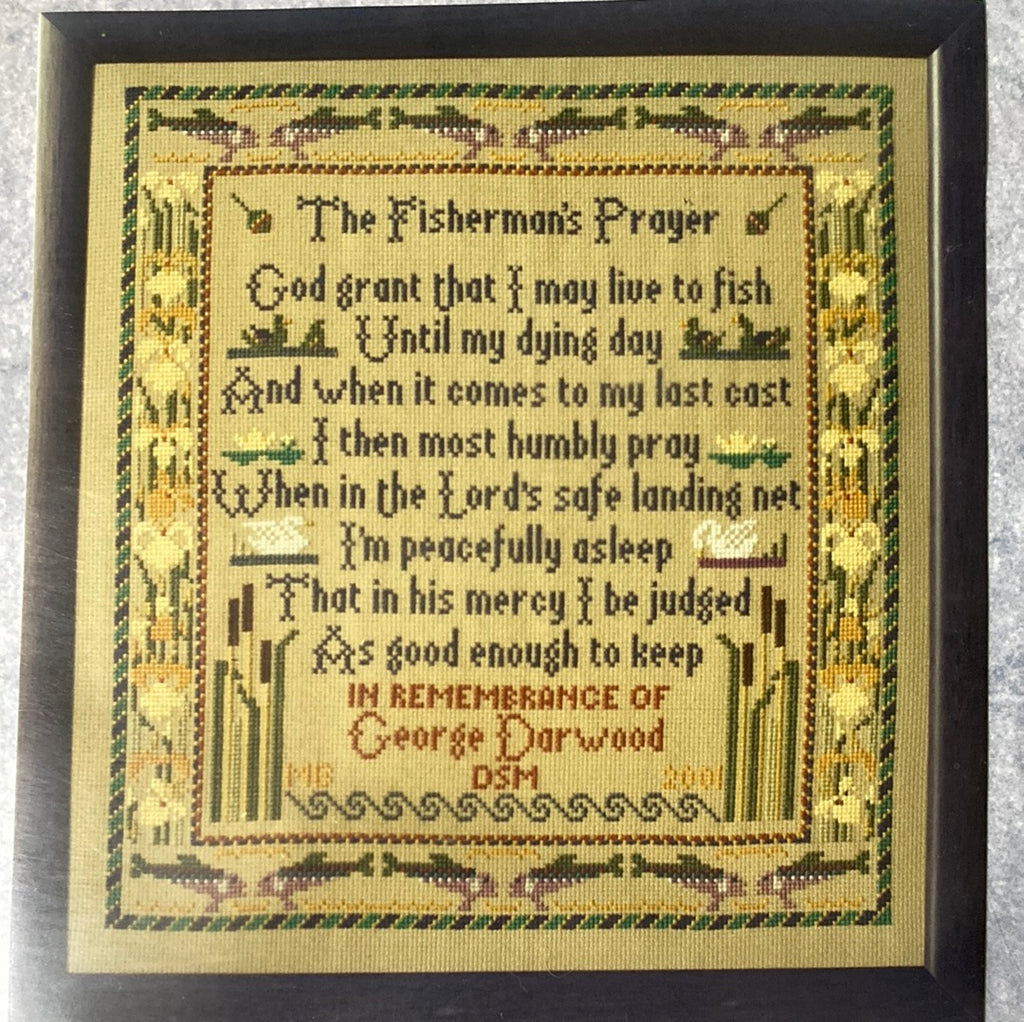 The Fisherman's Prayer
God grant that I may live to fish
Until my dying day
And when it comes to my last cast
I then most humbly pray
When in the Lord's safe landing net
I'm peacefully asleep
That in his mercy I be judged
As good enough to keep
IN REMEMBRANCE OF
George Darwood
MB DSM 2001